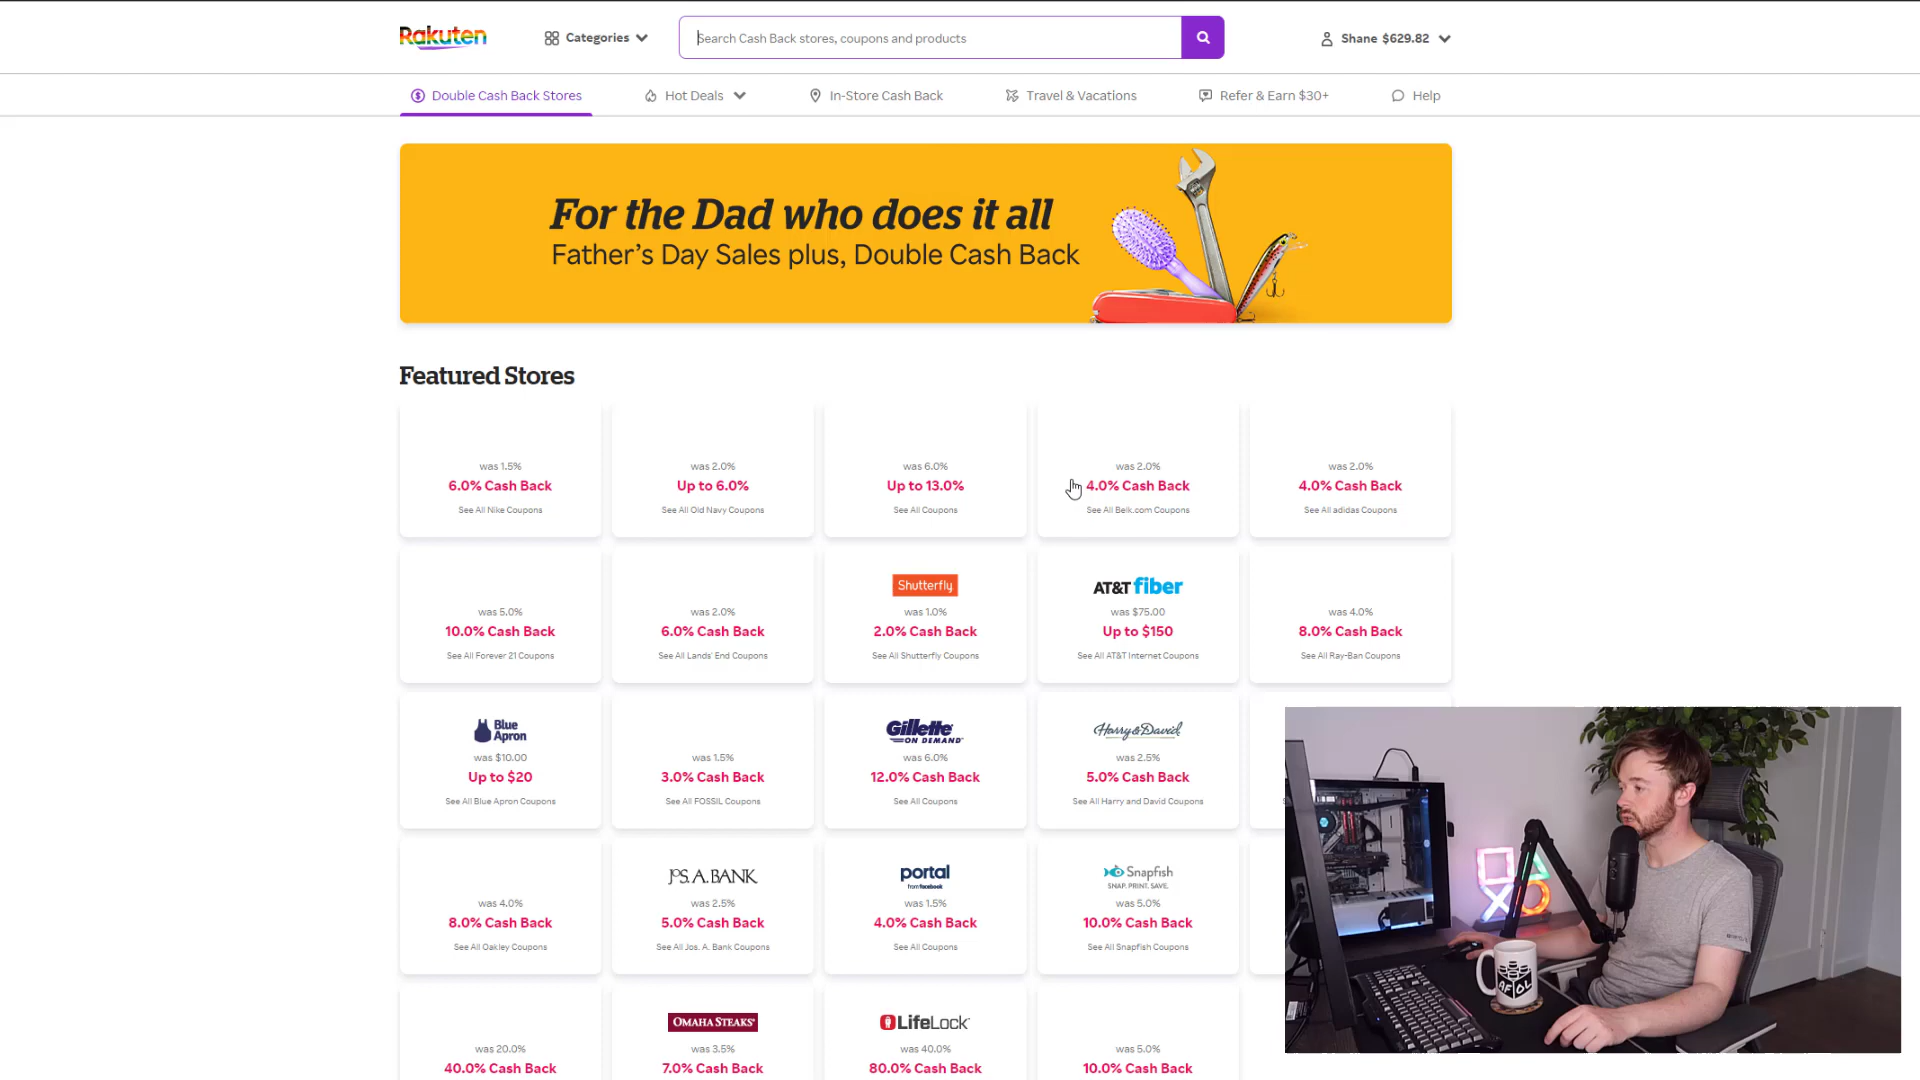 Rakuten
Categories
Search Cash Back stores, coupons and products
Shane $629.82
Double Cash Back Stores
Hot Deals
In-Store Cash Back
Travel & Vacations
Refer & Earn $30+
Help
For the Dad who does it all
Father's Day Sales plus, Double Cash Back
Featured Stores
was 1.5%
6.0% Cash Back
See All Nike Coupons
was 2.0%
Up to 6.0%
See All Old Navy Coupons
was 6.0%
Up to 13.0%
See All Coupons
was 2.0%
4.0% Cash Back
See All Belk.com Coupons
was 2.0%
4.0% Cash Back
See All adidas Coupons
was 5.0%
10.0% Cash Back
See All Forever 21 Coupons
was 2.0%
6.0% Cash Back
See All Lands' End Coupons
Shutterfly
was 1.0%
2.0% Cash Back
See All Shutterfly Coupons
AT&T fiber
was $75.00
Up to $150
See All AT&T Internet Coupons
was 4.0%
8.0% Cash Back
See All Ray-Ban Coupons
Blue
Apron
was $10.00
Up to $20
See All Blue Apron Coupons
was 1.5%
3.0% Cash Back
See All FOSSIL Coupons
Gillette
ON DEMAND
was 6.0%
12.0% Cash Back
See All Coupons
Harry & David
was 2.5%
5.0% Cash Back
See All Harry and David Coupons
was 4.0%
8.0% Cash Back
See All Oakley Coupons
JOS. A. BANK
was 2.5%
5.0% Cash Back
See All Jos. A. Bank Coupons
portal
from facebook
was 1.5%
4.0% Cash Back
See All Coupons
Snapfish
SNAP. PRINT. SAVE.
was 5.0%
10.0% Cash Back
See All Snapfish Coupons
was 20.0%
40.0% Cash Back
OMAHA STEAKS
was 3.5%
7.0% Cash Back
LifeLock
was 40.0%
80.0% Cash Back
was 5.0%
10.0% Cash Back
AFOL